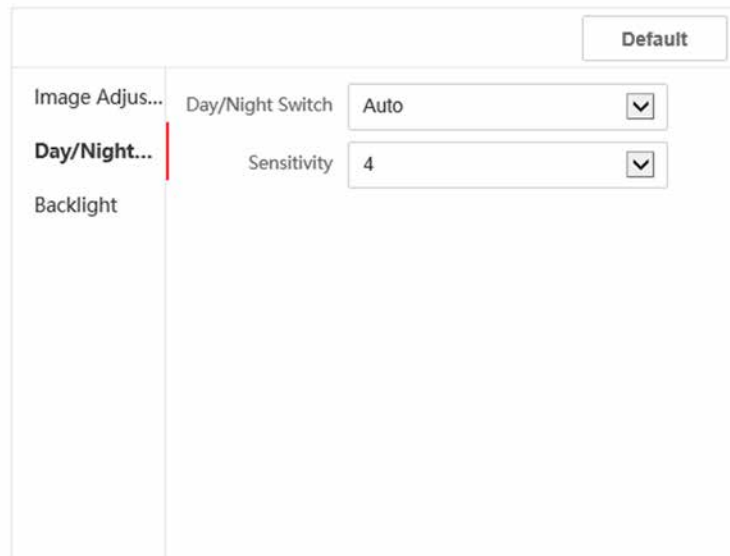 Default
Image Adjus...
Day/Night Switch
Auto
Day/Night...
Sensitivity
4
Backlight